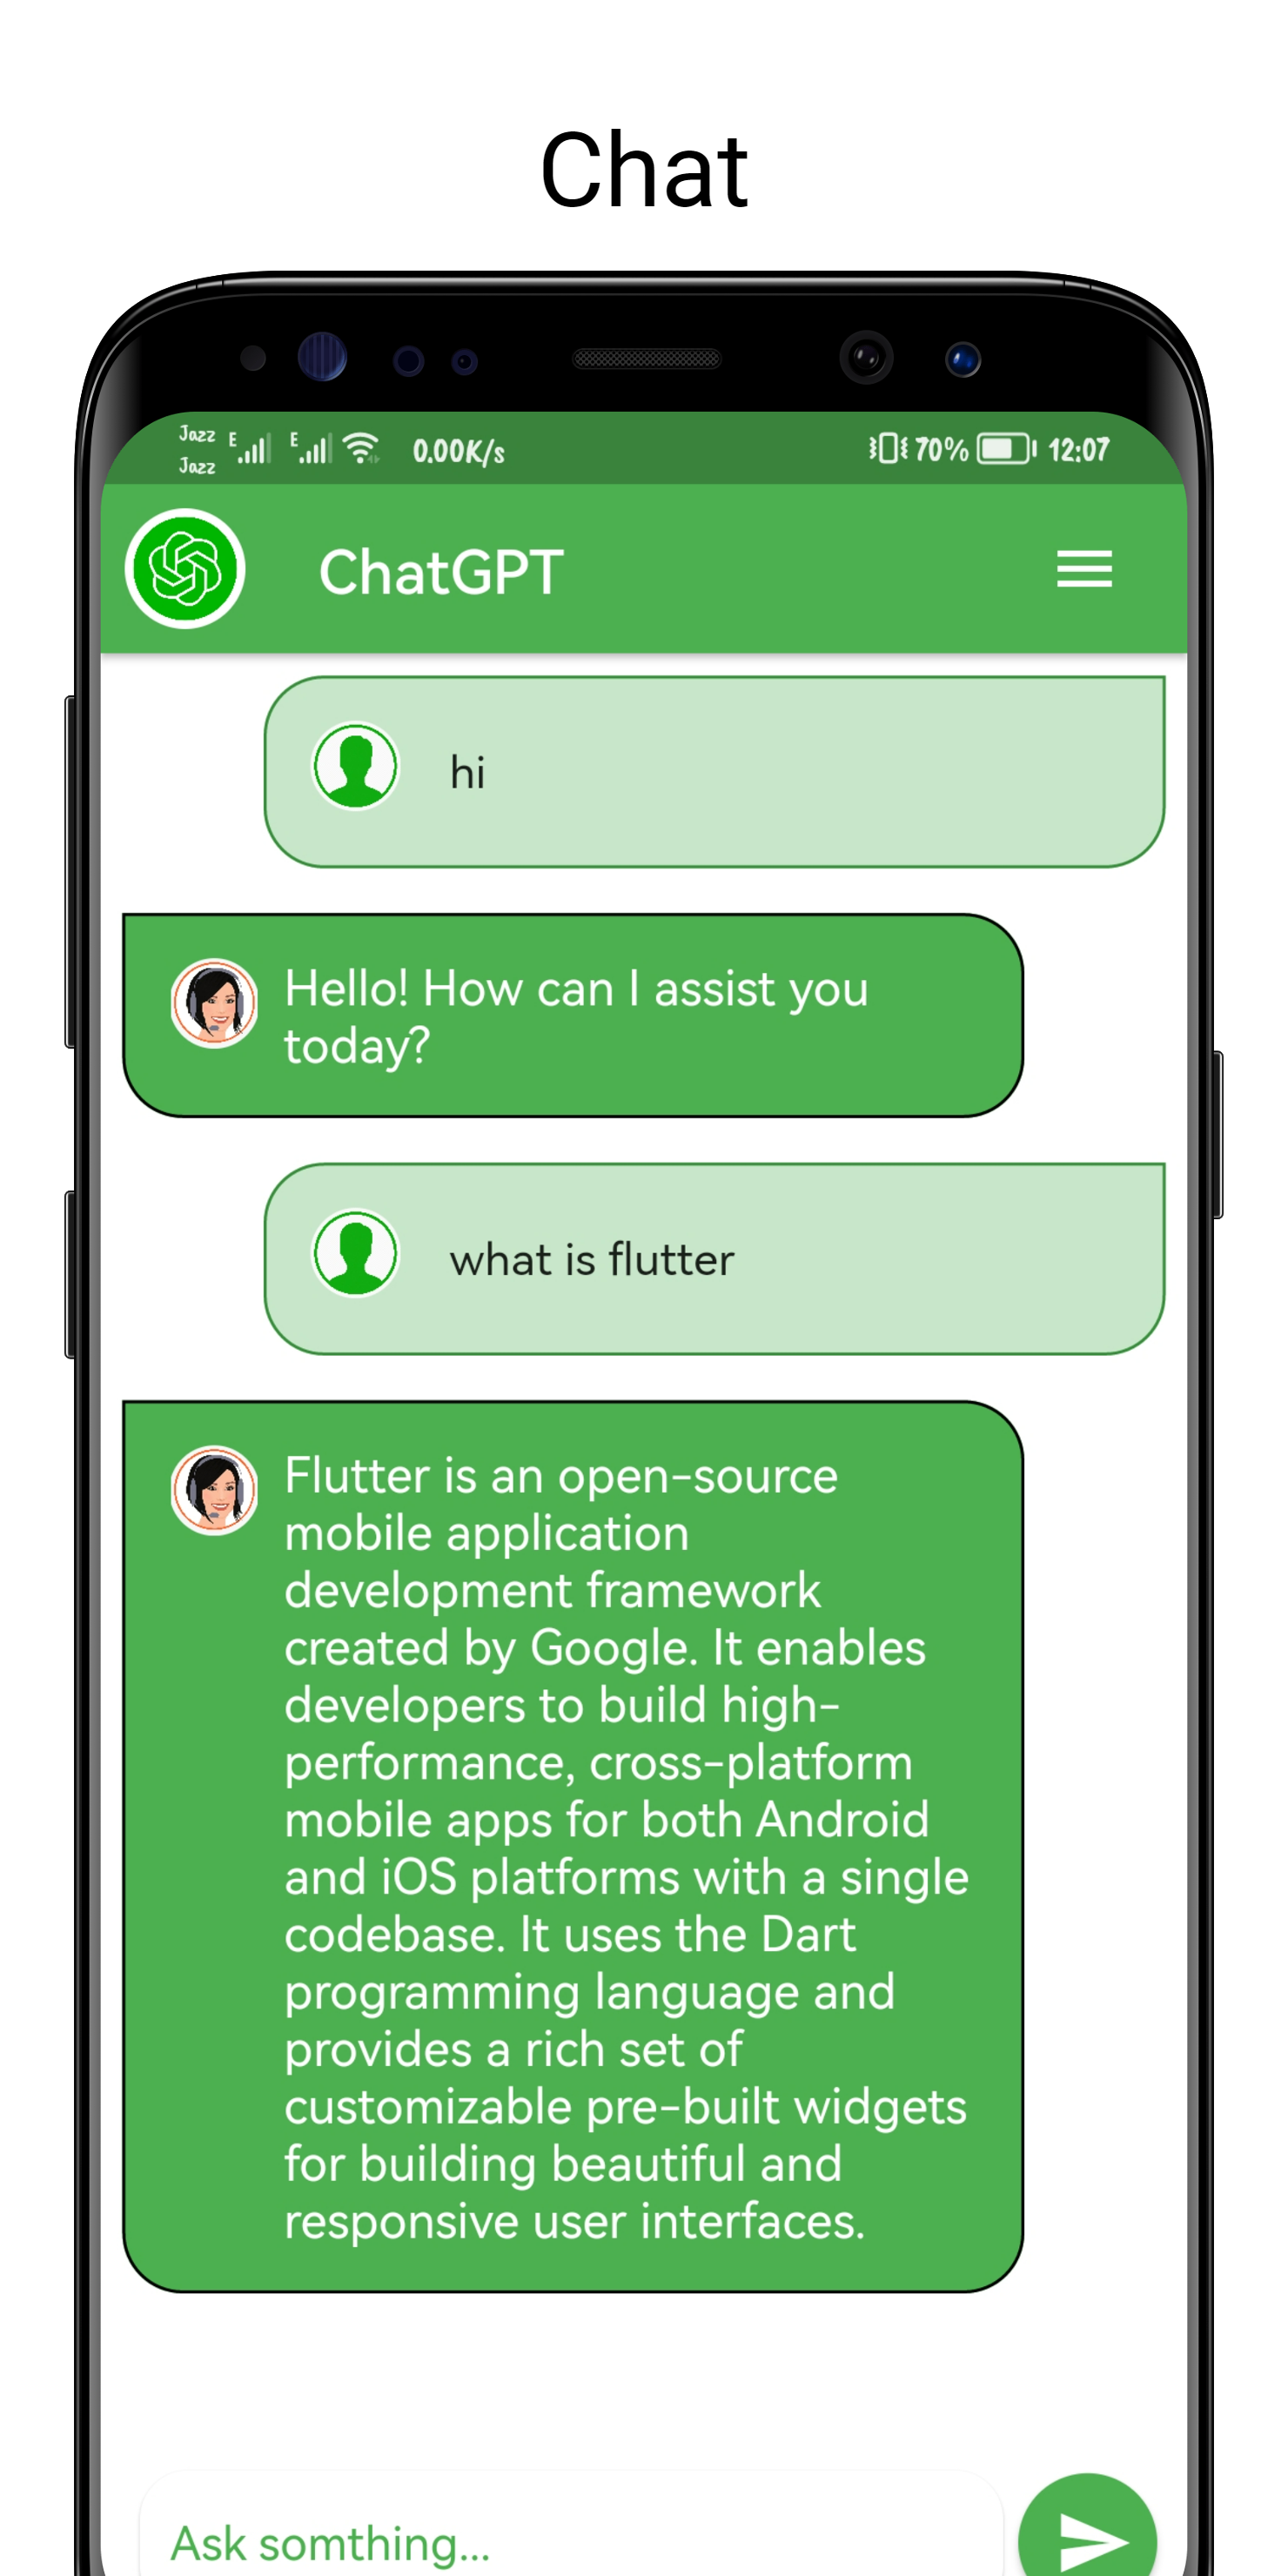 Chat
Jazz
Jazz
E
E
0.00K/s
70%
12:07
ChatGPT
hi
Hello! How can I assist you
today?
what is flutter
Flutter is an open-source
mobile application
development framework
created by Google. It enables
developers to build high-
performance, cross-platform
mobile apps for both Android
and iOS platforms with a single
codebase. It uses the Dart
programming language and
provides a rich set of
customizable pre-built widgets
for building beautiful and
responsive user interfaces.
Ask somthing...